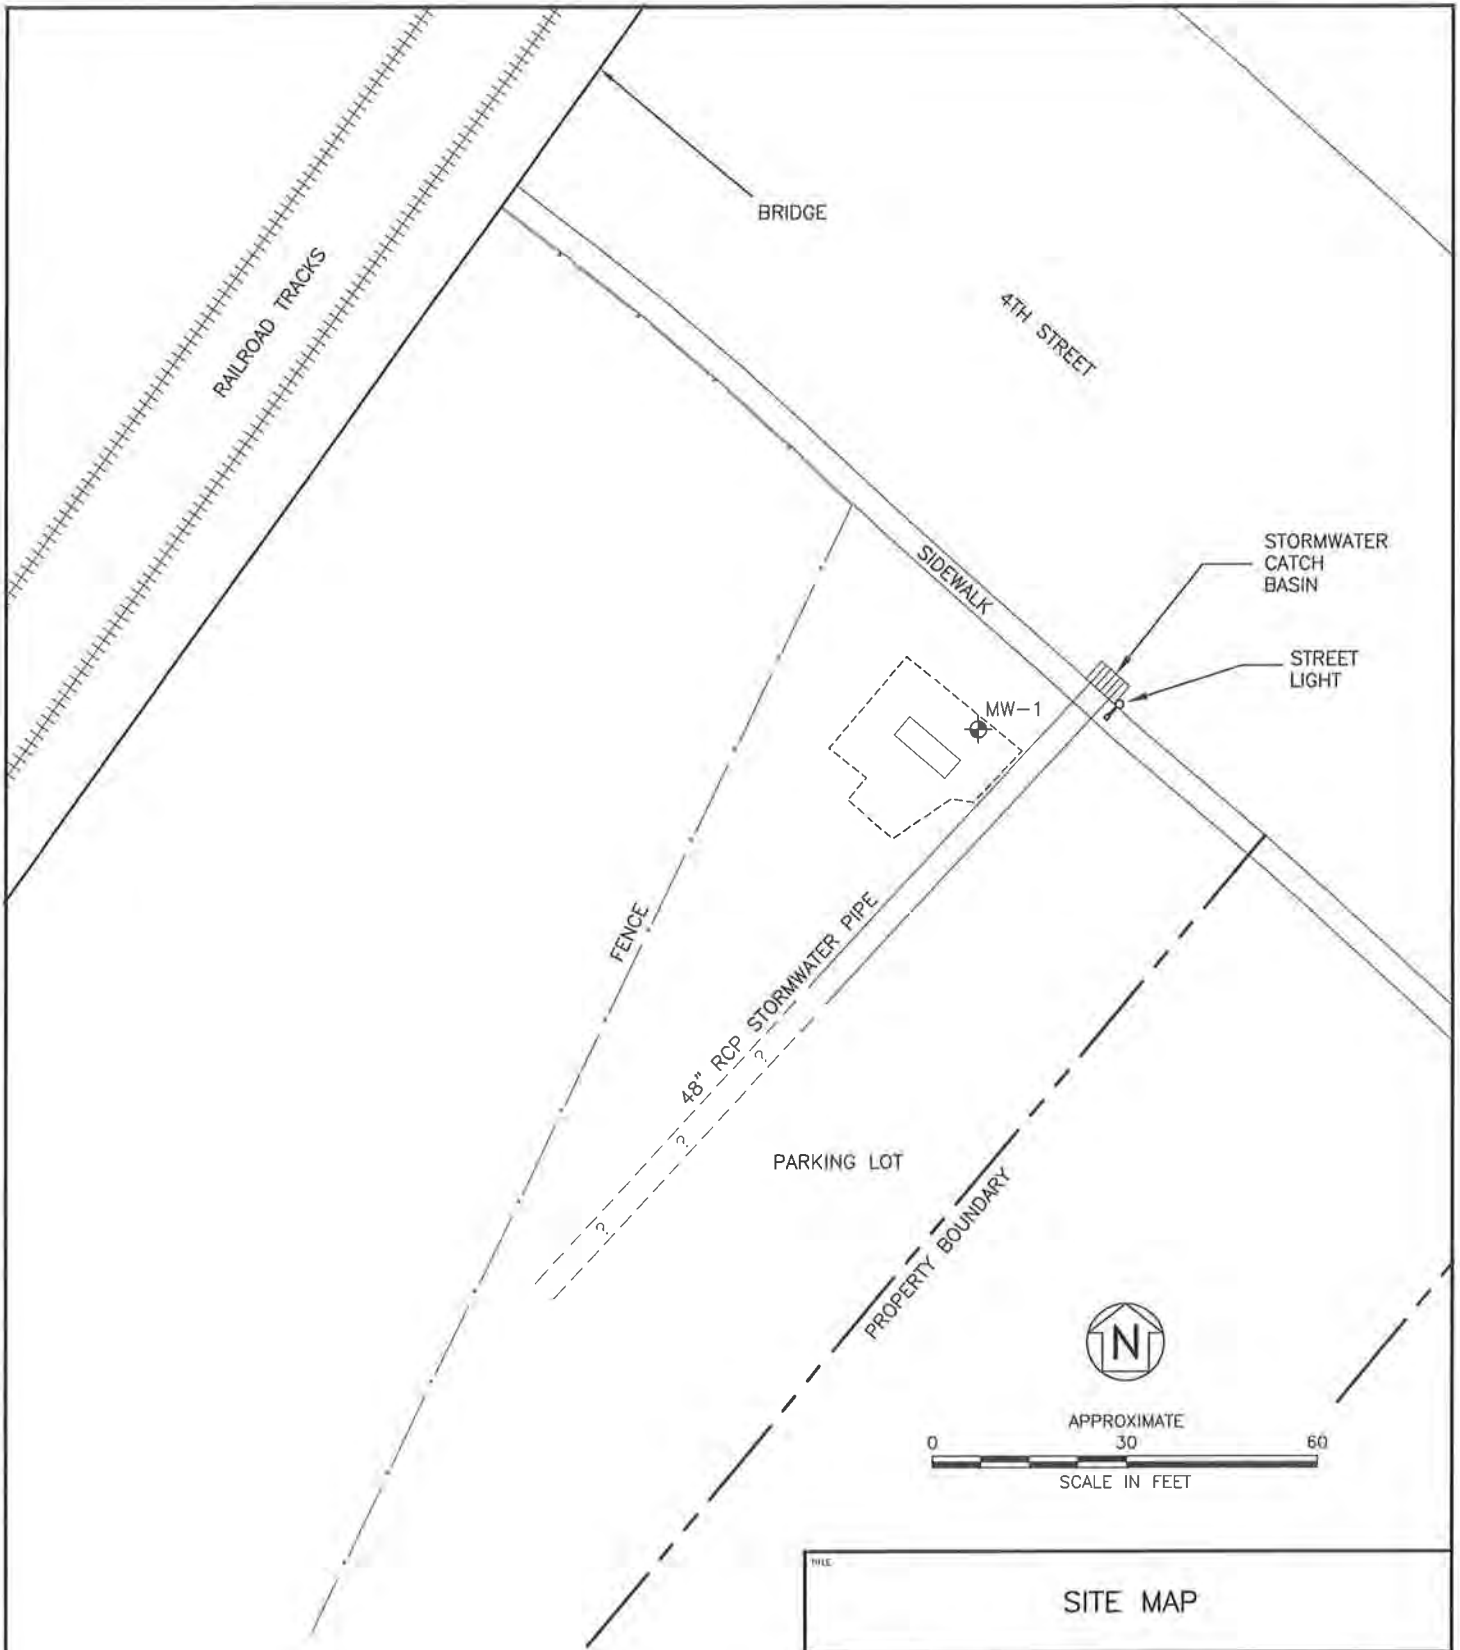 BRIDGE
RAILROAD TRACKS
4TH STREET
SIDEWALK
STORMWATER
CATCH
BASIN
STREET
LIGHT
MW-1
FENCE
48" RCP STORMWATER PIPE
?
?
?
PARKING LOT
PROPERTY BOUNDARY
N
APPROXIMATE
0 30 60
SCALE IN FEET
TITLE
SITE MAP